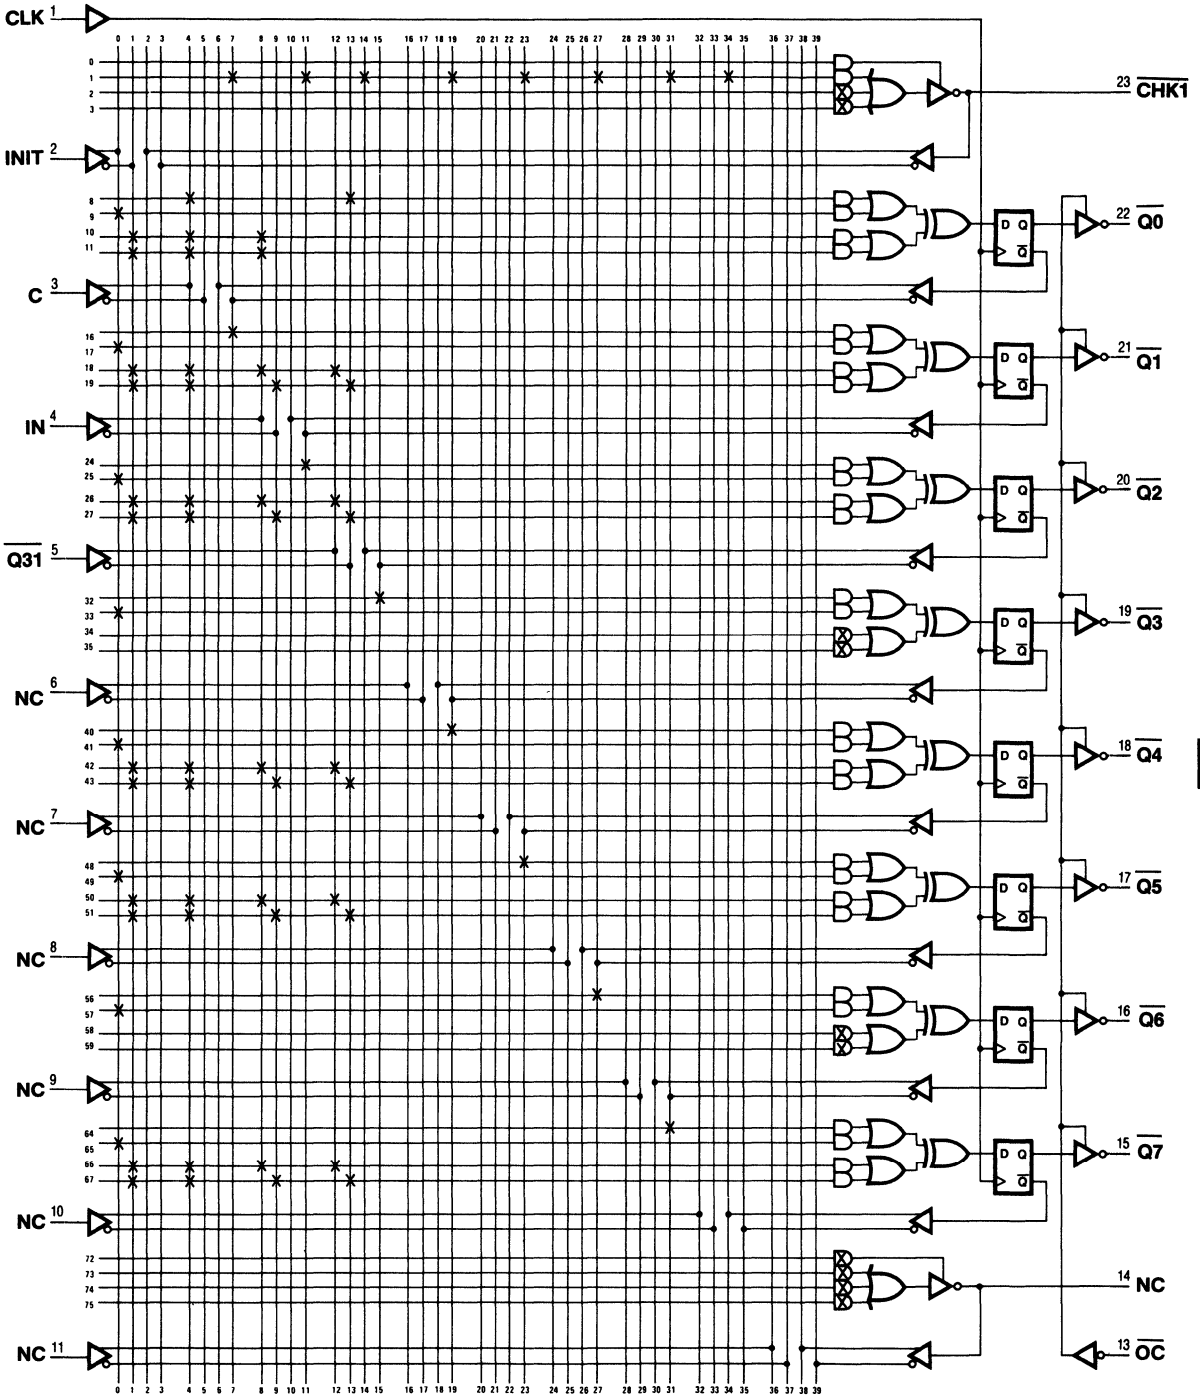 CLK 1
0 1 2 3 4 5 6 7 8 9 10 11 12 13 14 15 16 17 18 19 20 21 22 23 24 25 26 27 28 29 30 31 32 33 34 35 36 37 38 39
0
1
2
3
23 CHK1
INIT 2
8
9
10
11
D Q
Q
22 Q0
C 3
16
17
18
19
D Q
Q
21 Q1
IN 4
24
25
26
27
D Q
Q
20 Q2
Q31 5
32
33
34
35
D Q
Q
19 Q3
NC 6
40
41
42
43
D Q
Q
18 Q4
NC 7
48
49
50
51
D Q
Q
17 Q5
NC 8
56
57
58
59
D Q
Q
16 Q6
NC 9
64
65
66
67
D Q
Q
15 Q7
NC 10
72
73
74
75
14 NC
NC 11
13 OC
0 1 2 3 4 5 6 7 8 9 10 11 12 13 14 15 16 17 18 19 20 21 22 23 24 25 26 27 28 29 30 31 32 33 34 35 36 37 38 39